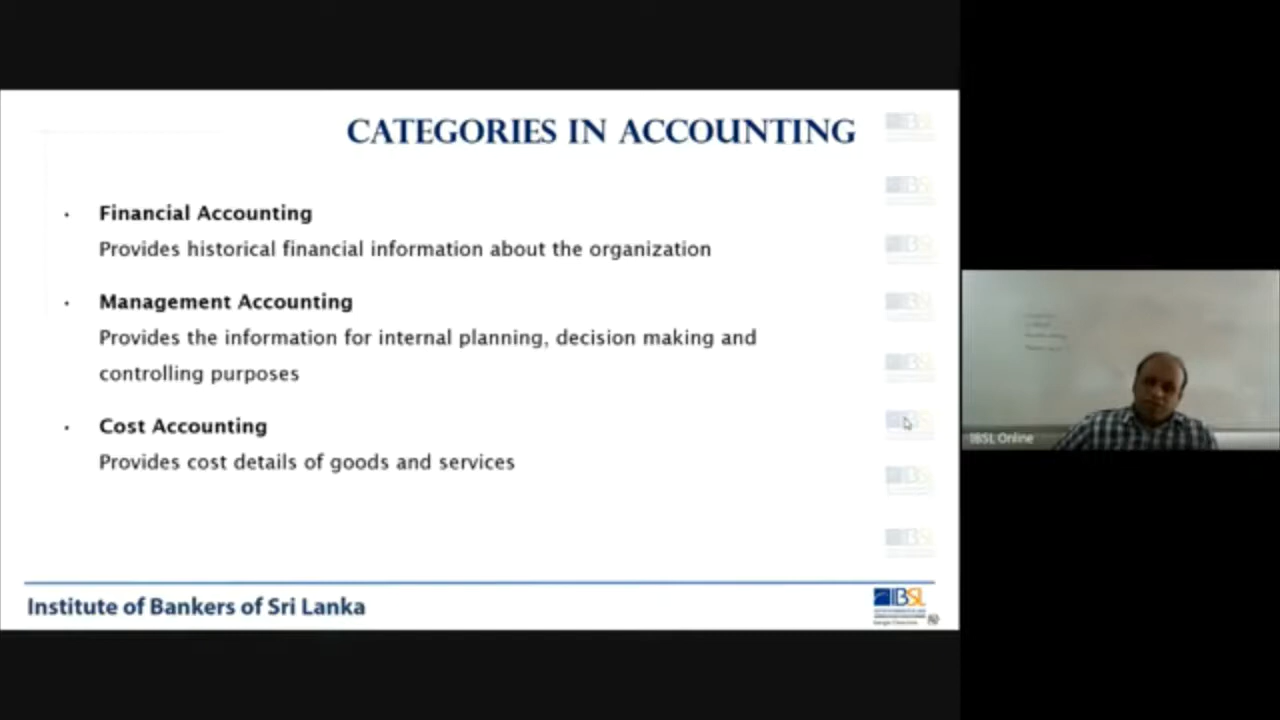 CATEGORIES IN ACCOUNTING
• Financial Accounting
Provides historical financial information about the organization
• Management Accounting
Provides the information for internal planning, decision making and
controlling purposes
• Cost Accounting
Provides cost details of goods and services
Institute of Bankers of Sri Lanka
IBSL
IBSL Online